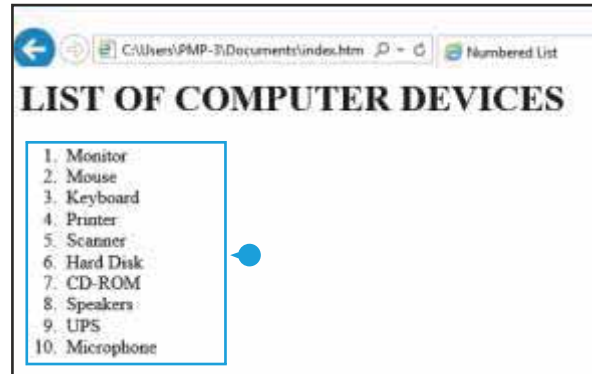 C:\Users\PMP-3\Documents\index.htm
Numbered List
LIST OF COMPUTER DEVICES
1. Monitor
2. Mouse
3. Keyboard
4. Printer
5. Scanner
6. Hard Disk
7. CD-ROM
8. Speakers
9. UPS
10. Microphone